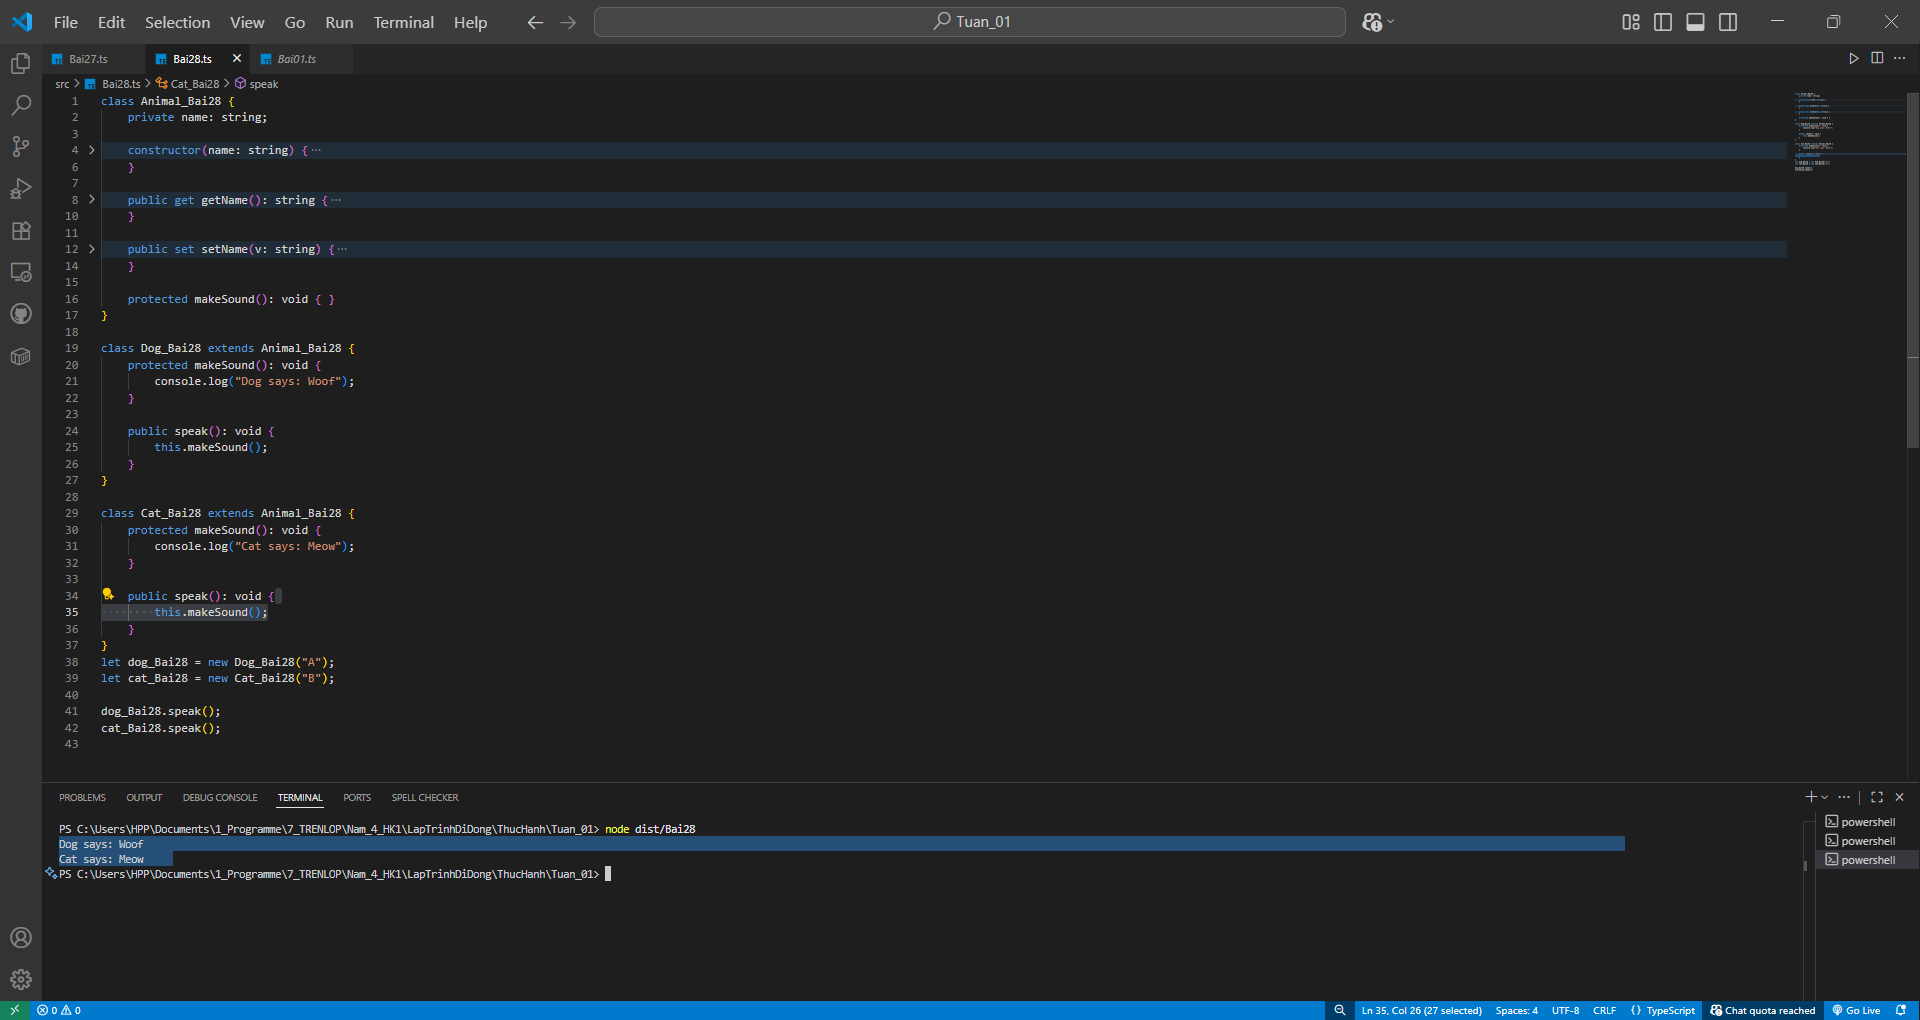 File Edit Selection View Go Run Terminal Help
Tuan_01
Bai27.ts
Bai28.ts
Bai01.ts
src > Bai28.ts > Cat_Bai28 > speak
1 class Animal_Bai28 {
2     private name: string;
3
4     constructor(name: string) { ···
6     }
7
8     public get getName(): string { ···
10     }
11
12     public set setName(v: string) { ···
14     }
15
16     protected makeSound(): void { }
17 }
18
19 class Dog_Bai28 extends Animal_Bai28 {
20     protected makeSound(): void {
21         console.log("Dog says: Woof");
22     }
23
24     public speak(): void {
25         this.makeSound();
26     }
27 }
28
29 class Cat_Bai28 extends Animal_Bai28 {
30     protected makeSound(): void {
31         console.log("Cat says: Meow");
32     }
33
34     public speak(): void {
35         this.makeSound();
36     }
37 }
38 let dog_Bai28 = new Dog_Bai28("A");
39 let cat_Bai28 = new Cat_Bai28("B");
40
41 dog_Bai28.speak();
42 cat_Bai28.speak();
43
PROBLEMS OUTPUT DEBUG CONSOLE TERMINAL PORTS SPELL CHECKER
PS C:\Users\HPP\Documents\1_Programme\7_TRENLOP\Nam_4_HK1\LapTrinhDiDong\ThucHanh\Tuan_01> node dist/Bai28
Dog says: Woof
Cat says: Meow
PS C:\Users\HPP\Documents\1_Programme\7_TRENLOP\Nam_4_HK1\LapTrinhDiDong\ThucHanh\Tuan_01>
powershell
powershell
powershell
0 0
Ln 35, Col 26 (27 selected) Spaces: 4 UTF-8 CRLF {} TypeScript Chat quota reached Go Live